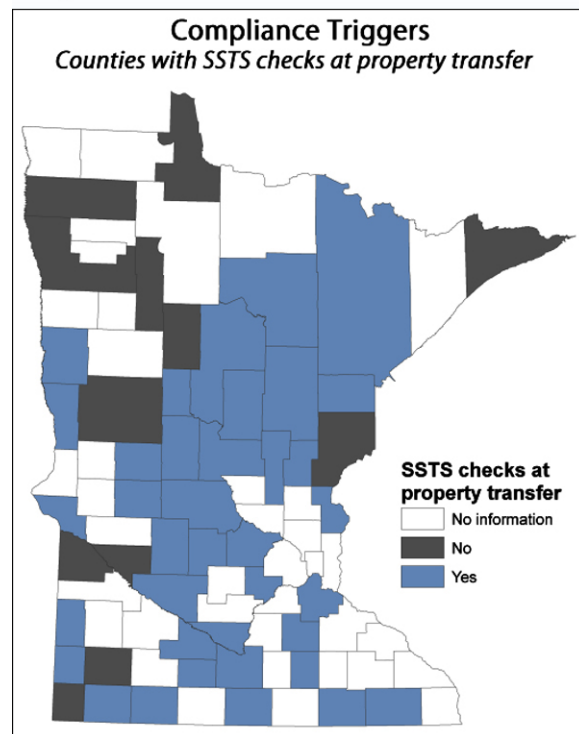 Compliance Triggers
Counties with SSTS checks at property transfer
SSTS checks at
property transfer
No information
No
Yes